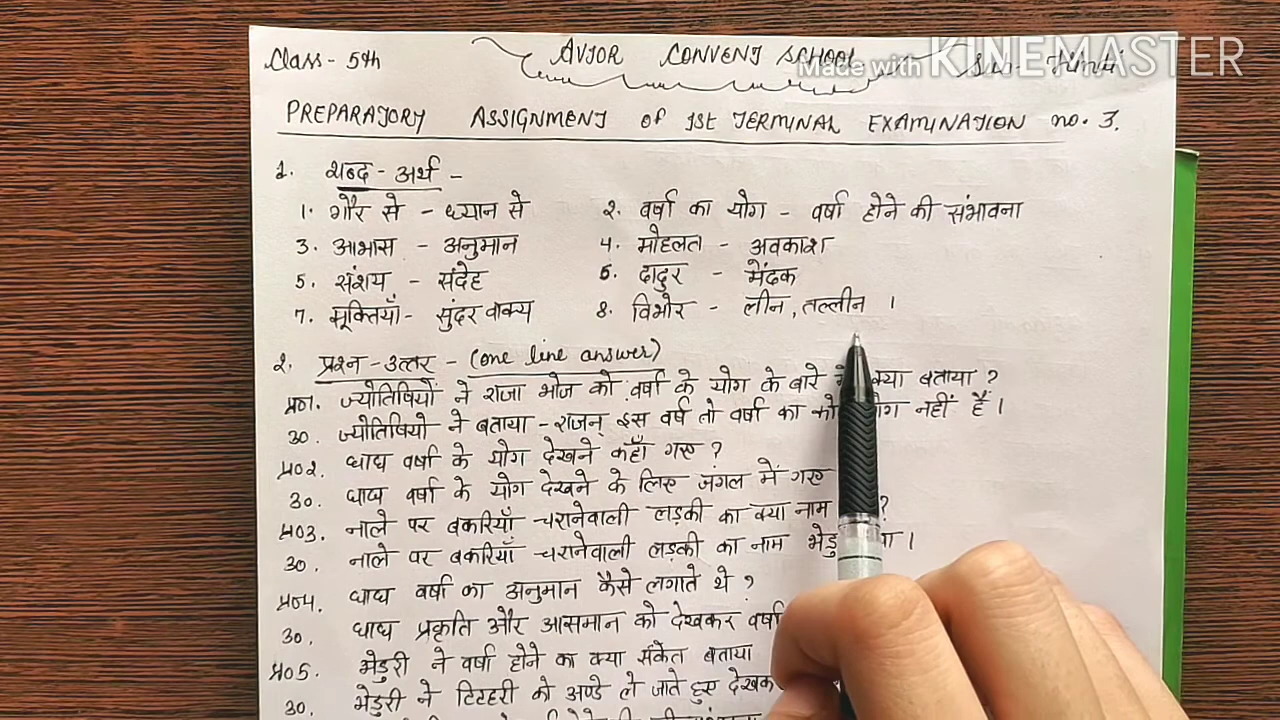 Class - 5th AVIOR CONVENT SCHOOL Sub- Hindi
Made with KINEMASTER
PREPARATORY ASSIGNMENT of 1st TERMINAL EXAMINATION no. 3.
1. शब्द - अर्थ -
1. गौर से - ध्यान से 2. वर्षा का योग - वर्षा होने की संभावना
3. आभास - अनुमान 4. मोहलत - अवकाश
5. संशय - संदेह 6. दादुर - मेंढक
7. सूक्तियाँ - सुंदर वाक्य 8. विभोर - लीन, तल्लीन ।
2. प्रश्न - उत्तर - (one line answer)
प्र01. ज्योतिषियों ने राजा भोज को वर्षा के योग के बारे क्या बताया ?
उ0. ज्योतिषियो ने बताया - राजन् इस वर्ष तो वर्षा का नहीं है ।
प्र02. घाघ वर्षा के योग देखने कहाँ गए ?
उ0. घाघ वर्षा के योग देखने के लिए जंगल में गए
प्र03. नाले पर बकरियाँ चरानेवाली लड़की का क्या नाम ?
उ0. नाले पर बकरियाँ चरानेवाली लड़की का नाम ।
प्र04. घाघ वर्षा का अनुमान कैसे लगाते थे ?
उ0. घाघ प्रकृति और आसमान को देखकर वर्षा
प्र05. भेडुरी ने वर्षा होने का क्या संकेत बताया
उ0. भेडुरी ने टिटहरी को अण्डे ले जाते हुए